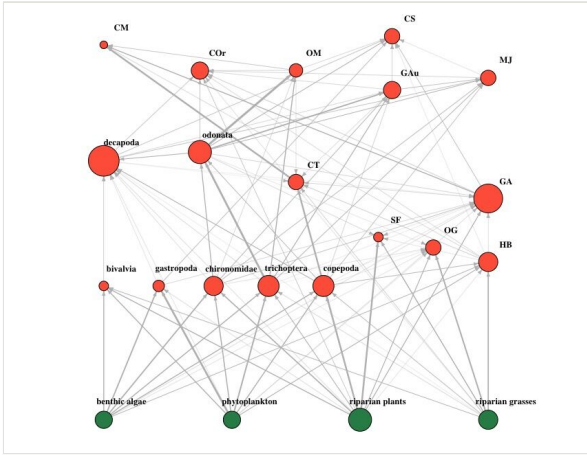 CS
CM
COr
OM
MJ
GAu
decapoda
odonata
CT
GA
SF
OG
HB
bivalvia
gastropoda
chironomidae
trichoptera
copepoda
benthic algae
phytoplankton
riparian plants
riparian grasses